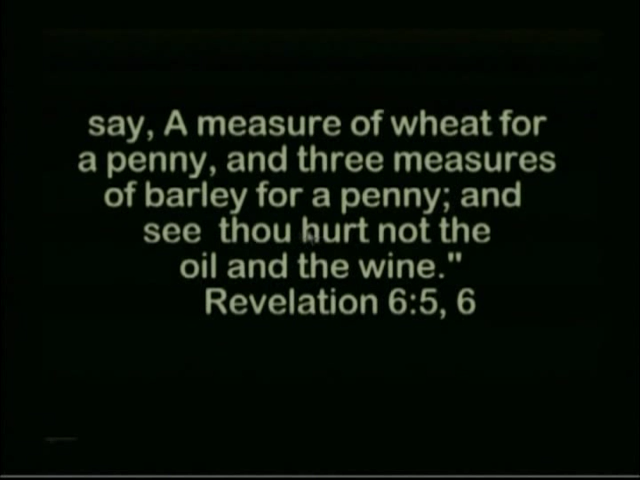 say, A measure of wheat for
a penny, and three measures
of barley for a penny; and
see thou hurt not the
oil and the wine."
Revelation 6:5, 6